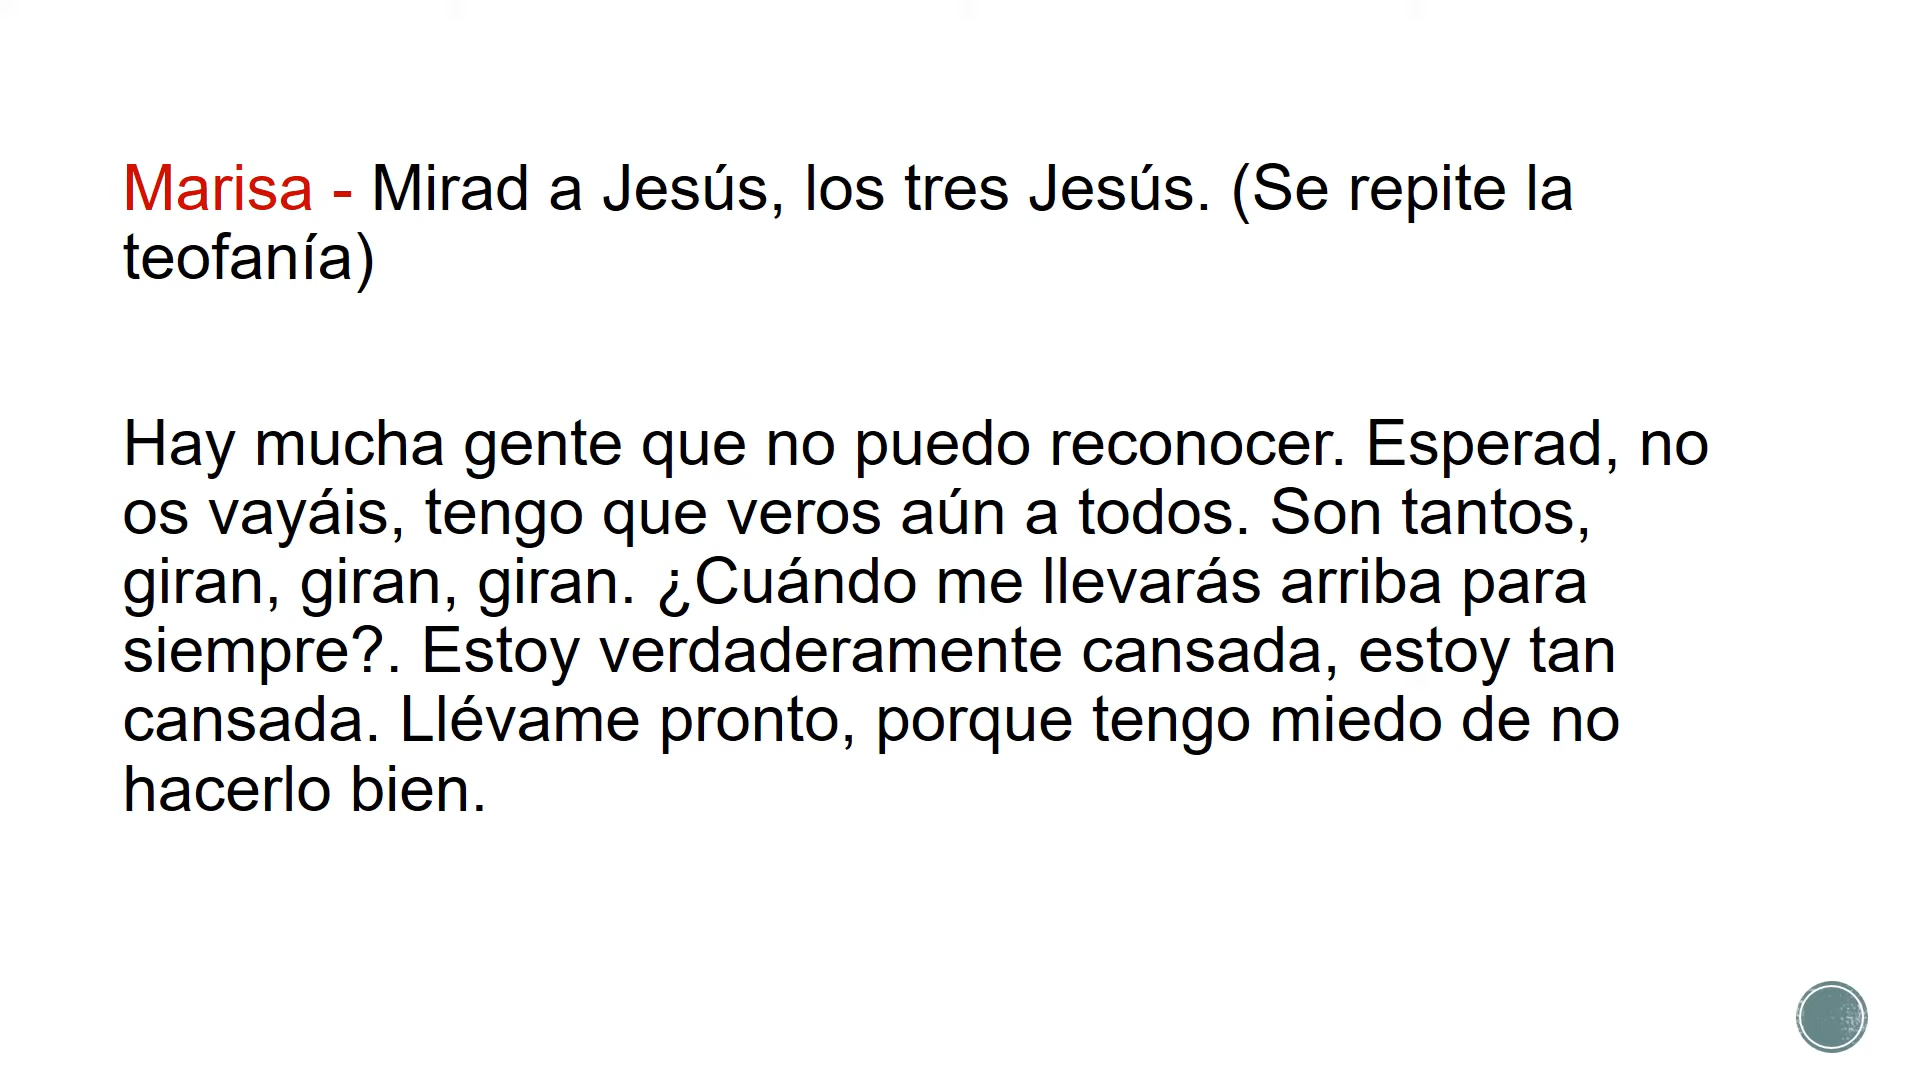 Marisa - Mirad a Jesús, los tres Jesús. (Se repite la
teofanía)
Hay mucha gente que no puedo reconocer. Esperad, no
os vayáis, tengo que veros aún a todos. Son tantos,
giran, giran, giran. ¿Cuándo me llevarás arriba para
siempre?. Estoy verdaderamente cansada, estoy tan
cansada. Llévame pronto, porque tengo miedo de no
hacerlo bien.